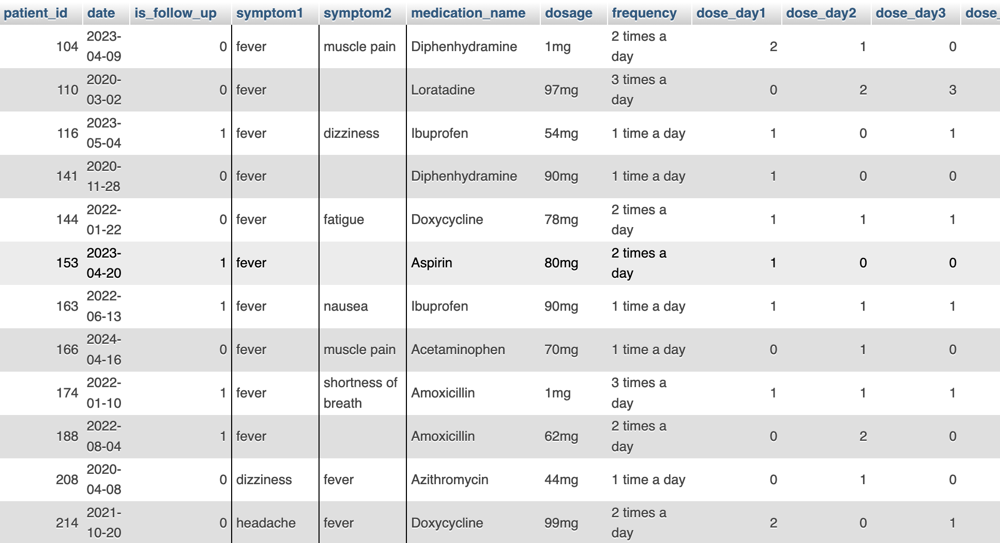 patient_id date is_follow_up symptom1 symptom2 medication_name dosage frequency dose_day1 dose_day2 dose_day3 dose_
104 2023-04-09 0 fever muscle pain Diphenhydramine 1mg 2 times a day 2 1 0
110 2020-03-02 0 fever Loratadine 97mg 3 times a day 0 2 3
116 2023-05-04 1 fever dizziness Ibuprofen 54mg 1 time a day 1 0 1
141 2020-11-28 0 fever Diphenhydramine 90mg 1 time a day 1 0 0
144 2022-01-22 0 fever fatigue Doxycycline 78mg 2 times a day 1 1 1
153 2023-04-20 1 fever Aspirin 80mg 2 times a day 1 0 0
163 2022-06-13 1 fever nausea Ibuprofen 90mg 1 time a day 1 1 1
166 2024-04-16 0 fever muscle pain Acetaminophen 70mg 1 time a day 0 1 0
174 2022-01-10 1 fever shortness of breath Amoxicillin 1mg 3 times a day 1 1 1
188 2022-08-04 1 fever Amoxicillin 62mg 2 times a day 0 2 0
208 2020-04-08 0 dizziness fever Azithromycin 44mg 1 time a day 0 1 0
214 2021-10-20 0 headache fever Doxycycline 99mg 2 times a day 2 0 1